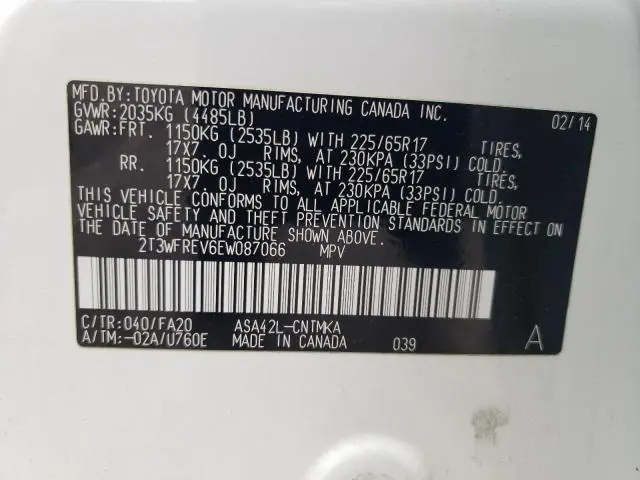 MFD.BY:TOYOTA MOTOR MANUFACTURING CANADA INC.
GVWR:2035KG (4485LB) 02/14
GAWR:FRT. 1150KG (2535LB) WITH 225/65R17 TIRES,
17X7.0J RIMS, AT 230KPA (33PSI) COLD.
RR. 1150KG (2535LB) WITH 225/65R17 TIRES,
17X7.0J RIMS, AT 230KPA (33PSI) COLD.
THIS VEHICLE CONFORMS TO ALL APPLICABLE FEDERAL MOTOR
VEHICLE SAFETY AND THEFT PREVENTION STANDARDS IN EFFECT ON
THE DATE OF MANUFACTURE SHOWN ABOVE.
2T3WFREV6EW087066 MPV
C/TR:040/FA20 ASA42L-CNTMKA
A/TM:-02A/U760E MADE IN CANADA 039 A